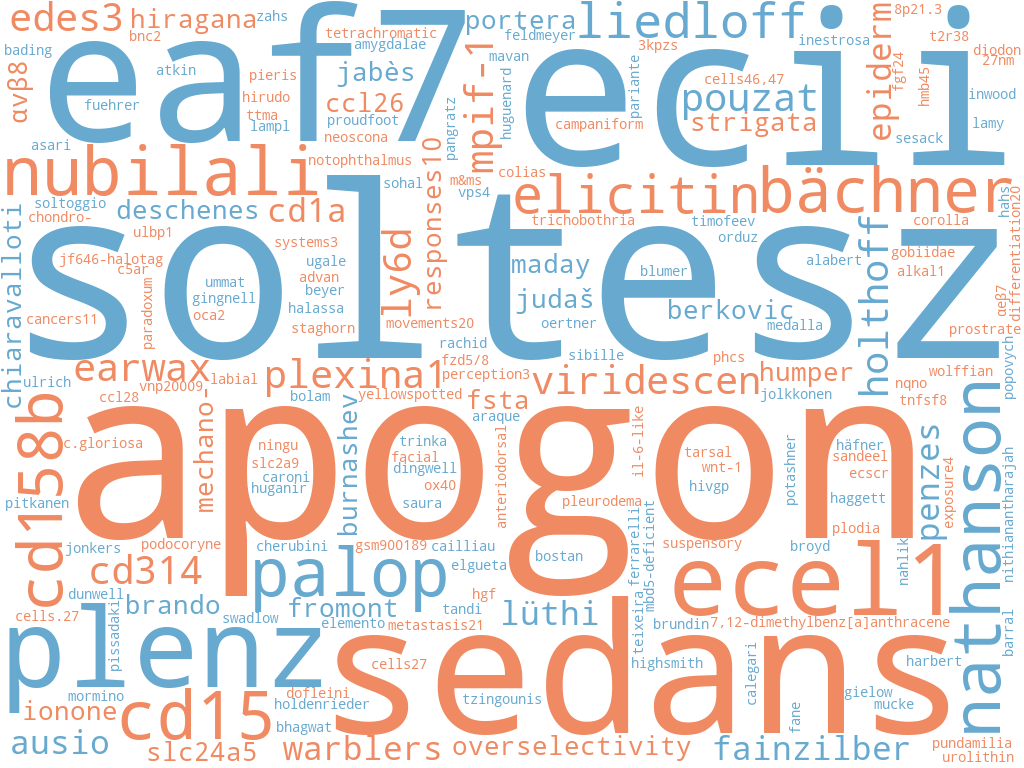 edes3
hiragana
zahs
bnc2
bading
αvβ8
fuehrer
asari
atkin
pieris
hirudo
ttma
lampl
eaf7
tetrachromatic
amygdalae
jabès
ccl26
proudfoot
neoscona
notophthalmus
pangratz
mpif-1
portera
feldmeyer
mavan
huguenard
liedloff
3kpzs
pariante
campaniform
ecii
inestrosa
cells46,47
pouzat
strigata
epiderm
8p21.3
t2r38
diodon
27nm
fgf24
hmb45
inwood
lamy
sesack
nubilali
sohal
responses10
m&ms
vps4
colias
elicitin
bächner
hahs
differentiation20
soltoggio
chondro-
deschenes
ulbp1
cd1a
trichobothria
timofeev
orduz
corolla
gobiidae
alabert
alkal1
chiaravalloti
jf646-halotag
c5ar
cancers11
paradoxum
soltesz
systems3
ugale
advan
beyer
halassa
staghorn
ummat
gingnell
oca2
ly6d
movements20
maday
judaš
oertner
blumer
berkovic
medalla
holthoff
αeβ7
prostrate
popovych
rachid
fzd5/8
perception3
sibille
phcs
wolffian
nqno
tnfsf8
earwax
ulrich
ccl28
vnp20009
labial
plexina1
bolam
yellowspotted
fsta
araque
viridescen
humper
jolkkonen
cd158b
c.gloriosa
pitkanen
jonkers
mechano-
apogon
ningu
slc2a9
caroni
huganir
burnashev
trinka
facial
dingwell
ox40
saura
anteriodorsal
il-6-like
pleurodema
tarsal
wnt-1
hivgp
potashner
häfner
sandeel
ecscr
haggett
plodia
penzes
exposure4
nathanson
nithianantharajah
barral
podocoryne
cherubini
gsm900189
cailliau
elgueta
bostan
teixeira
ferrarelli
mbd5-deficient
suspensory
broyd
nahlik
cd314
palop
hgf
ecel1
dunwell
cells.27
pissadaki
brando
swadlow
fromont
elemento
metastasis21
tandi
lüthi
brundin
7,12-dimethylbenz[a]anthracene
plenz
cells27
sedans
highsmith
calegari
harbert
mormino
ionone
cd15
dofleini
holdenrieder
bhagwat
tzingounis
fane
gielow
mucke
ausio
slc24a5
warblers
overselectivity
fainzilber
pundamilia
urolithin